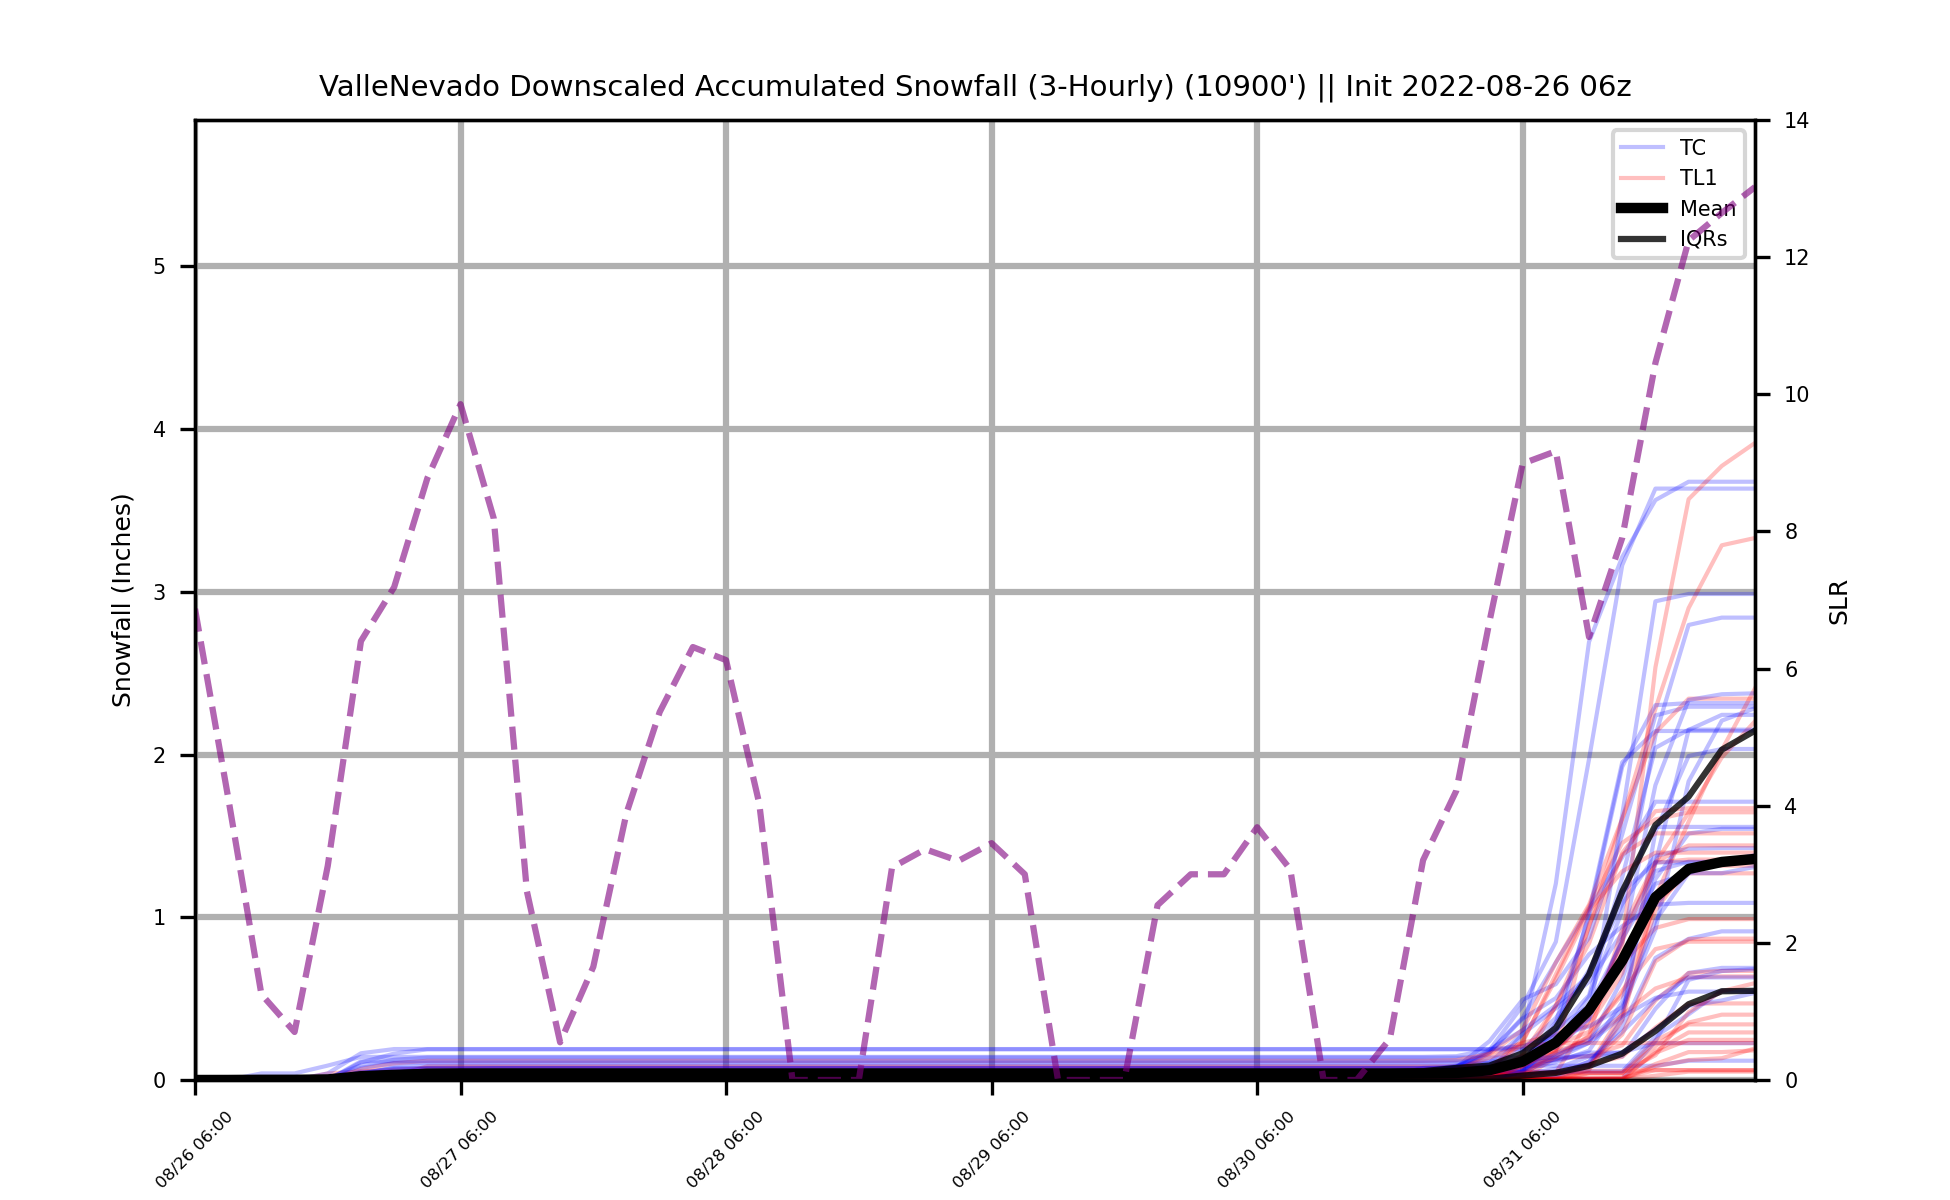 ValleNevado Downscaled Accumulated Snowfall (3-Hourly) (10900') || Init 2022-08-26 06z
TC
TL1
Mean
IQRs
Snowfall (Inches)
5
4
3
2
1
0
SLR
14
12
10
8
6
4
2
0
08/26 06:00
08/27 06:00
08/28 06:00
08/29 06:00
08/30 06:00
08/31 06:00